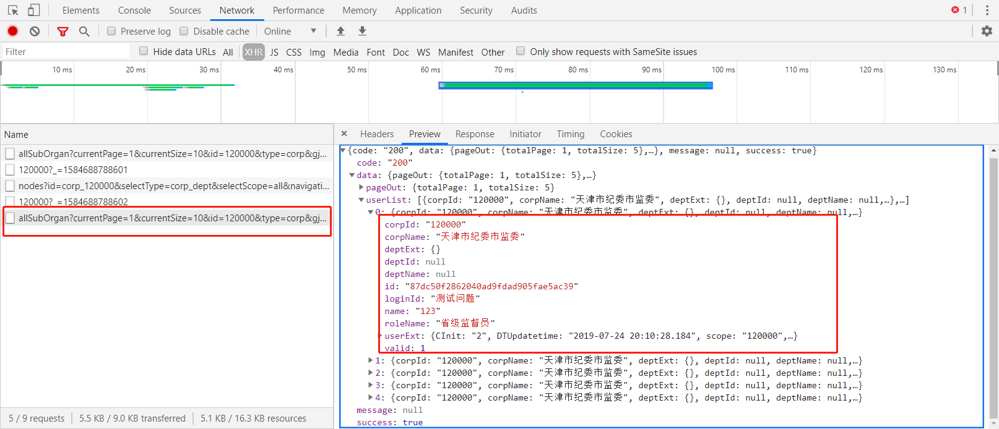 Elements Console Sources Network Performance Memory Application Security Audits 1
Preserve log Disable cache Online
Filter Hide data URLs All XHR JS CSS Img Media Font Doc WS Manifest Other Only show requests with SameSite issues
10 ms 20 ms 30 ms 40 ms 50 ms 60 ms 70 ms 80 ms 90 ms 100 ms 110 ms 120 ms 130 ms
Name
allSubOrgan?currentPage=1&currentSize=10&id=120000&type=corp&gj...
120000?_=1584688788601
nodes?id=corp_120000&selectType=corp_dept&selectScope=all&navigati...
120000?_=1584688788602
allSubOrgan?currentPage=1&currentSize=10&id=120000&type=corp&gj...
5 / 9 requests 5.5 KB / 9.0 KB transferred 5.1 KB / 16.3 KB resources
Headers Preview Response Initiator Timing Cookies
{code: "200", data: {pageOut: {totalPage: 1, totalSize: 5},…}, message: null, success: true}
code: "200"
data: {pageOut: {totalPage: 1, totalSize: 5},…}
pageOut: {totalPage: 1, totalSize: 5}
userList: [{corpId: "120000", corpName: "天津市纪委市监委", deptExt: {}, deptId: null, deptName: null,…},…]
0: {corpId: "120000", corpName: "天津市纪委市监委", deptExt: {}, deptId: null, deptName: null,…}
corpId: "120000"
corpName: "天津市纪委市监委"
deptExt: {}
deptId: null
deptName: null
id: "87dc50f2862040ad9fdad905fae5ac39"
loginId: "测试问题"
name: "123"
roleName: "省级监督员"
userExt: {CInit: "2", DTUpdatetime: "2019-07-24 20:10:28.184", scope: "120000",…}
valid: 1
1: {corpId: "120000", corpName: "天津市纪委市监委", deptExt: {}, deptId: null, deptName: null,…}
2: {corpId: "120000", corpName: "天津市纪委市监委", deptExt: {}, deptId: null, deptName: null,…}
3: {corpId: "120000", corpName: "天津市纪委市监委", deptExt: {}, deptId: null, deptName: null,…}
4: {corpId: "120000", corpName: "天津市纪委市监委", deptExt: {}, deptId: null, deptName: null,…}
message: null
success: true